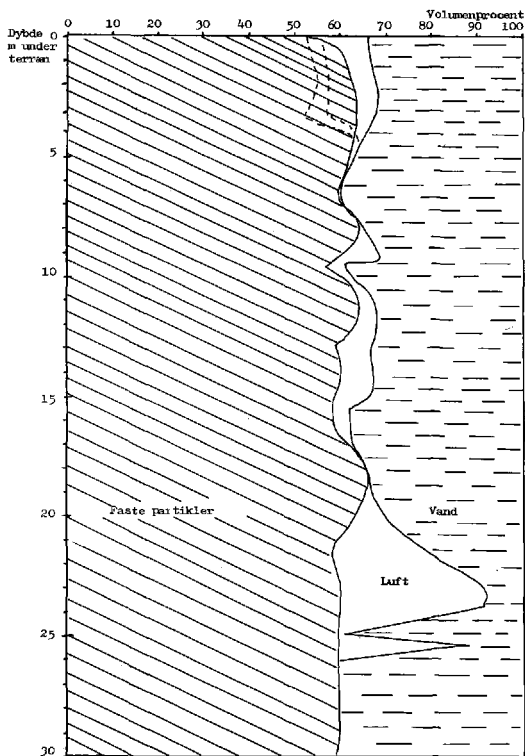 Volumenprocent
Dybde
m under
terræn
0 10 20 30 40 50 60 70 80 90 100
0
5
10
15
20
25
30
Faste partikler
Vand
Luft